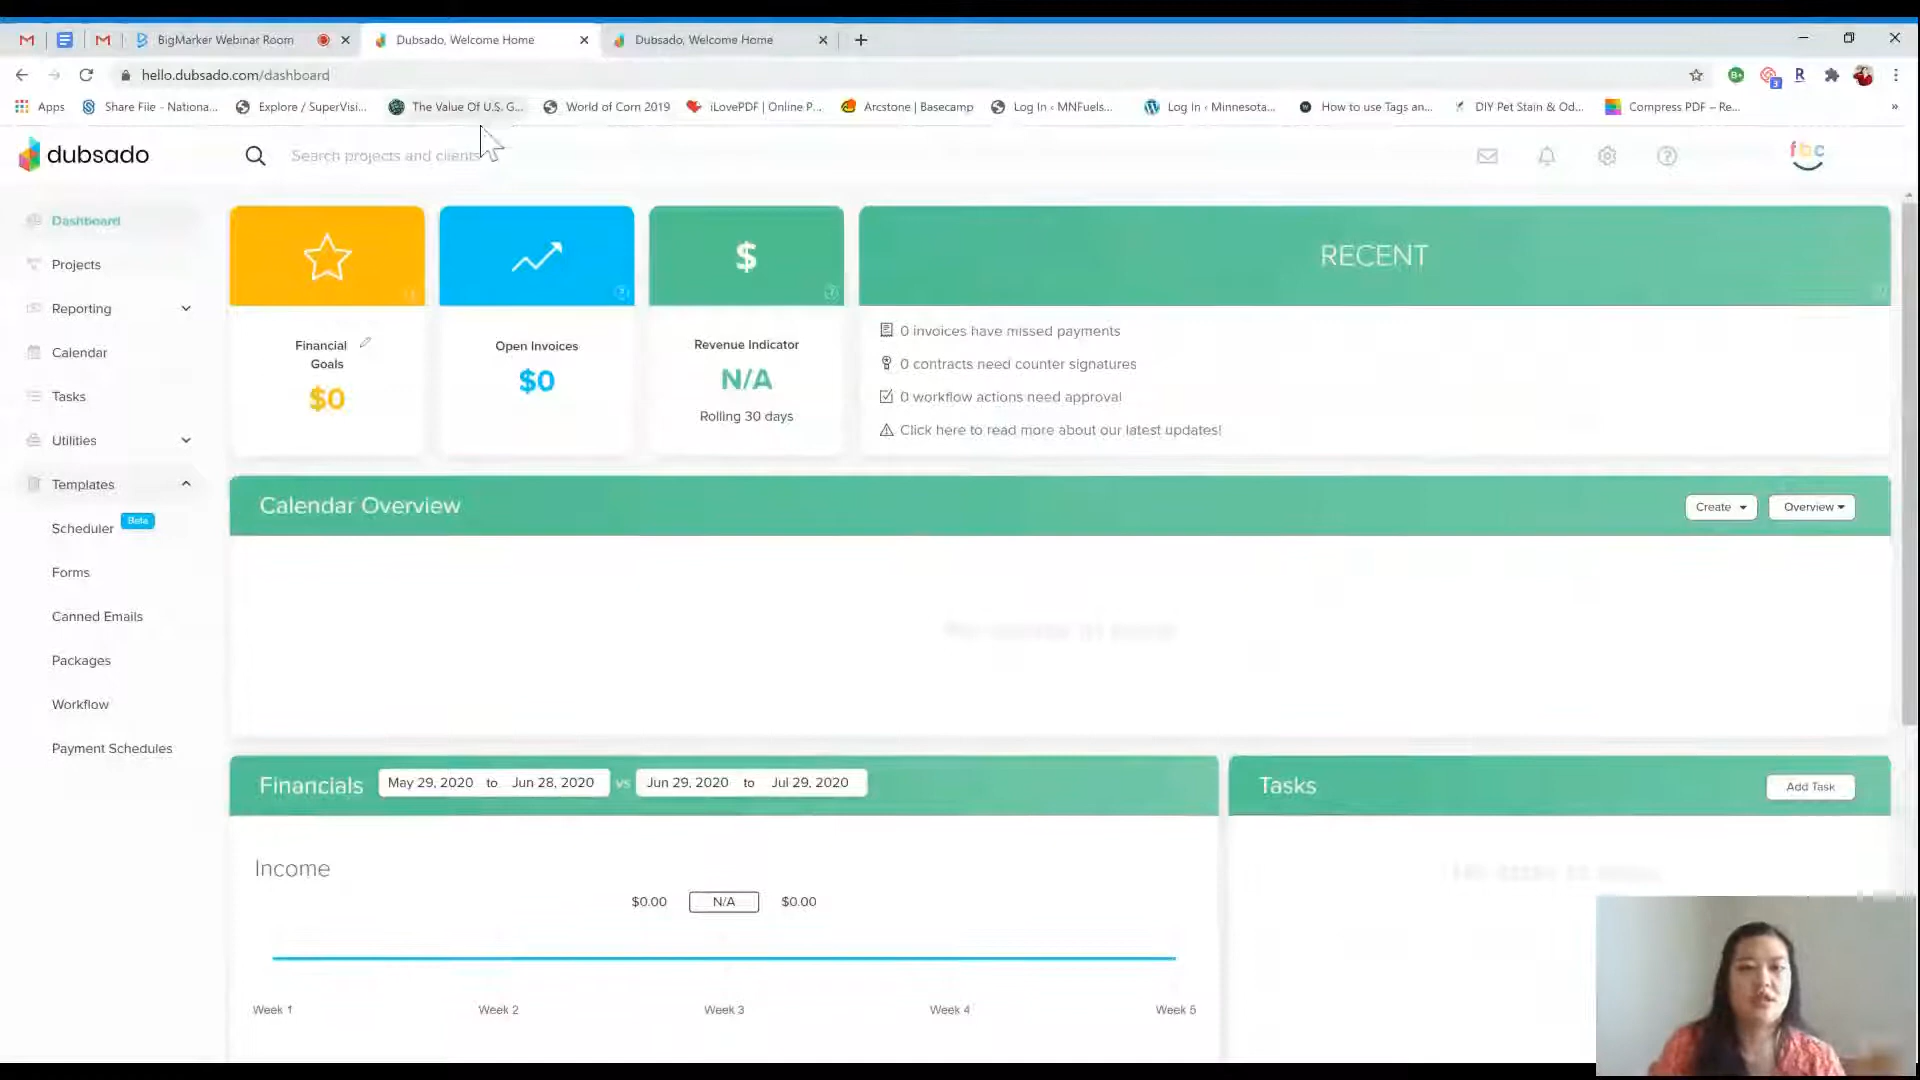 BigMarker Webinar Room
Dubsado, Welcome Home
Dubsado, Welcome Home
hello.dubsado.com/dashboard
Apps
Share File - Nationa...
Explore / SuperVisi...
The Value Of U.S. G...
World of Corn 2019
iLovePDF | Online P...
Arcstone | Basecamp
Log In ‹ MNFuels...
Log In ‹ Minnesota...
How to use Tags an...
DIY Pet Stain & Od...
Compress PDF – Re...
dubsado
Search projects and clients
fbc
Dashboard
Projects
Reporting
Calendar
Tasks
Utilities
Templates
Scheduler Beta
Forms
Canned Emails
Packages
Workflow
Payment Schedules
Financial
Goals
$0
Open Invoices
$0
$
Revenue Indicator
N/A
Rolling 30 days
RECENT
0 invoices have missed payments
0 contracts need counter signatures
0 workflow actions need approval
Click here to read more about our latest updates!
Calendar Overview
Create
Overview
Financials
May 29, 2020 to Jun 28, 2020 vs Jun 29, 2020 to Jul 29, 2020
Income
$0.00 N/A $0.00
Week 1 Week 2 Week 3 Week 4 Week 5
Tasks
Add Task